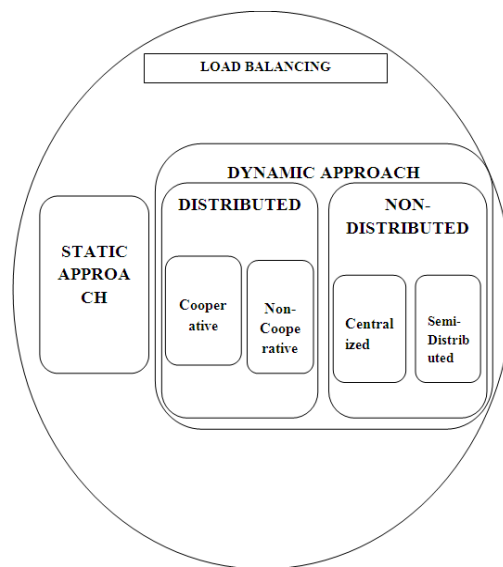 LOAD BALANCING
DYNAMIC APPROACH
STATIC
APPROA
CH
DISTRIBUTED
Cooper
ative
Non-
Coope
rative
NON-
DISTRIBUTED
Central
ized
Semi-
Distrib
uted